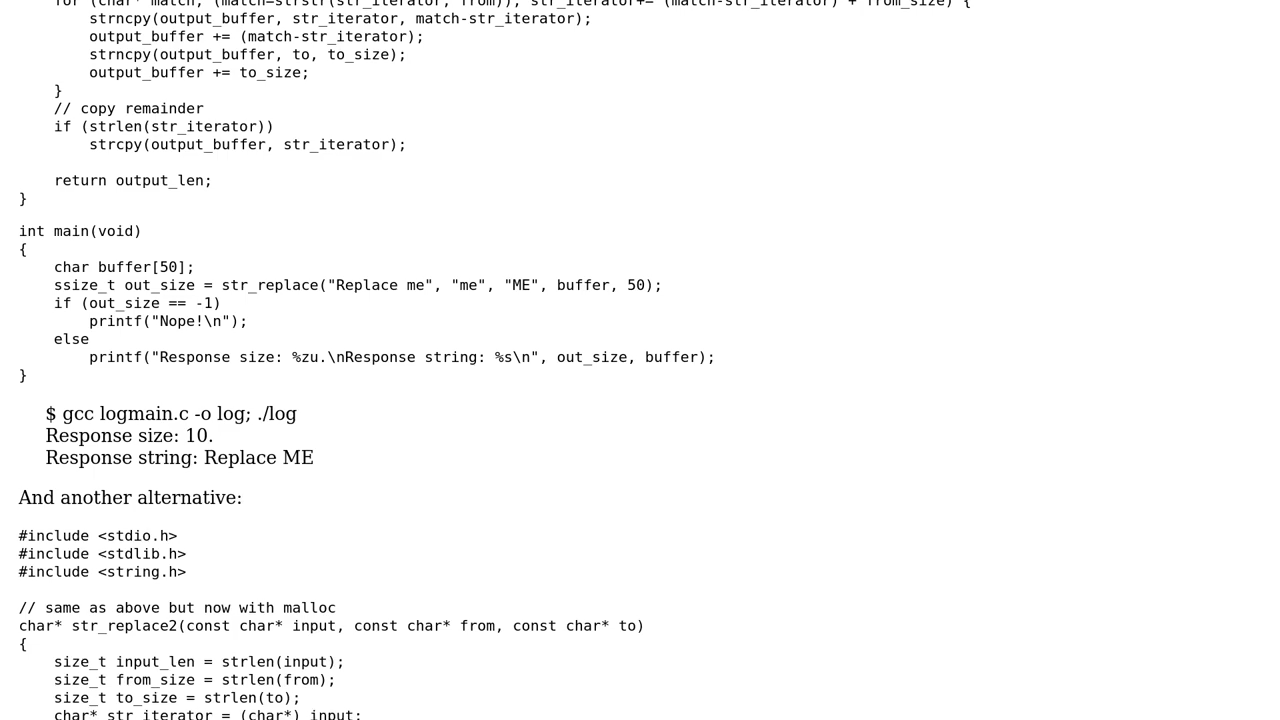 for (char* match; (match=strstr(str_iterator, from)); str_iterator+= (match-str_iterator) + from_size) {
        strncpy(output_buffer, str_iterator, match-str_iterator);
        output_buffer += (match-str_iterator);
        strncpy(output_buffer, to, to_size);
        output_buffer += to_size;
    }
    // copy remainder
    if (strlen(str_iterator))
        strcpy(output_buffer, str_iterator);

    return output_len;
}

int main(void)
{
    char buffer[50];
    ssize_t out_size = str_replace("Replace me", "me", "ME", buffer, 50);
    if (out_size == -1)
        printf("Nope!\n");
    else
        printf("Response size: %zu.\nResponse string: %s\n", out_size, buffer);
}

$ gcc logmain.c -o log; ./log
Response size: 10.
Response string: Replace ME

And another alternative:

#include <stdio.h>
#include <stdlib.h>
#include <string.h>

// same as above but now with malloc
char* str_replace2(const char* input, const char* from, const char* to)
{
    size_t input_len = strlen(input);
    size_t from_size = strlen(from);
    size_t to_size = strlen(to);
    char* str_iterator = (char*) input;